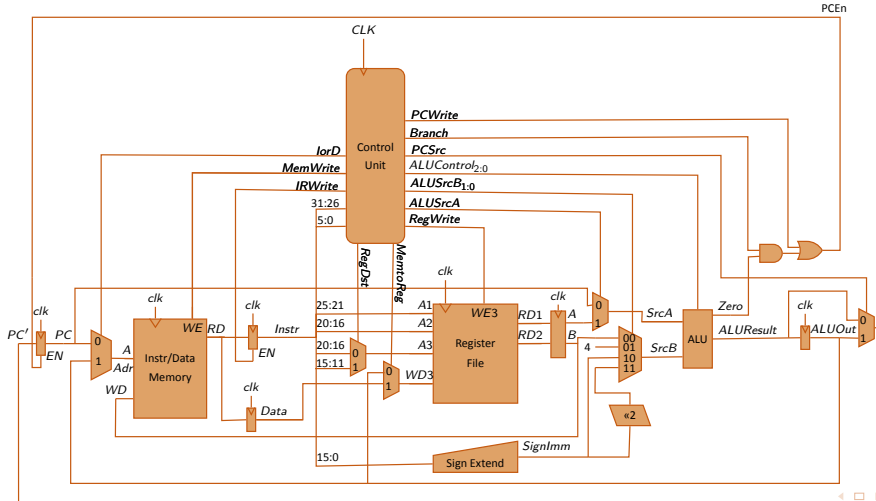 PCEn
CLK
PCWrite
Branch
IorD
Control
Unit
PCSrc
MemWrite
ALUControl2:0
IRWrite
ALUSrcB1:0
31:26
ALUSrcA
5:0
RegWrite
RegDst
MemtoReg
clk
clk
clk
clk
clk
clk
PC′
PC
EN
0
1
A
Adr
WD
WE
RD
Instr/Data
Memory
Instr
EN
clk
Data
25:21
20:16
20:16
15:11
0
1
0
1
A1
A2
A3
WD3
WE3
Register
File
RD1
RD2
A
B
0
1
SrcA
4
00
01
10
11
SrcB
ALU
Zero
ALUResult
ALUOut
0
1
«2
15:0
Sign Extend
SignImm